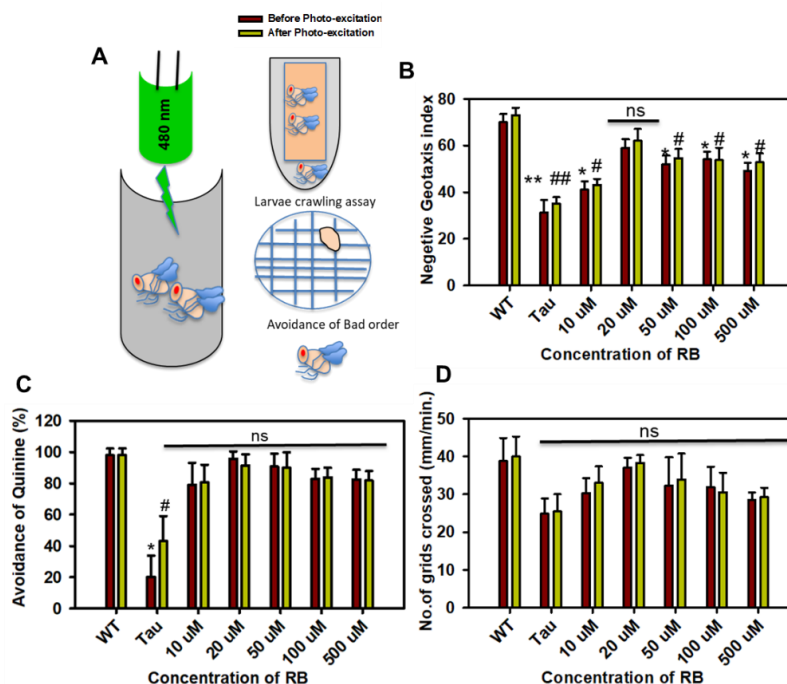 Before Photo-excitation
After Photo-excitation
A
480 nm
Larvae crawling assay
Avoidance of Bad order
B
Negetive Geotaxis index
80
60
40
20
0
ns
** ## * # * # * # * #
WT Tau 10 uM 20 uM 50 uM 100 uM 500 uM
Concentration of RB
C
Avoidance of Quinine (%)
120
100
80
60
40
20
0
ns
* #
WT Tau 10 uM 20 uM 50 uM 100 uM 500 uM
Concentration of RB
D
No.of grids crossed (mm/min.)
50
40
30
20
10
0
ns
WT Tau 10 uM 20 uM 50 uM 100 uM 500 uM
Concentration of RB